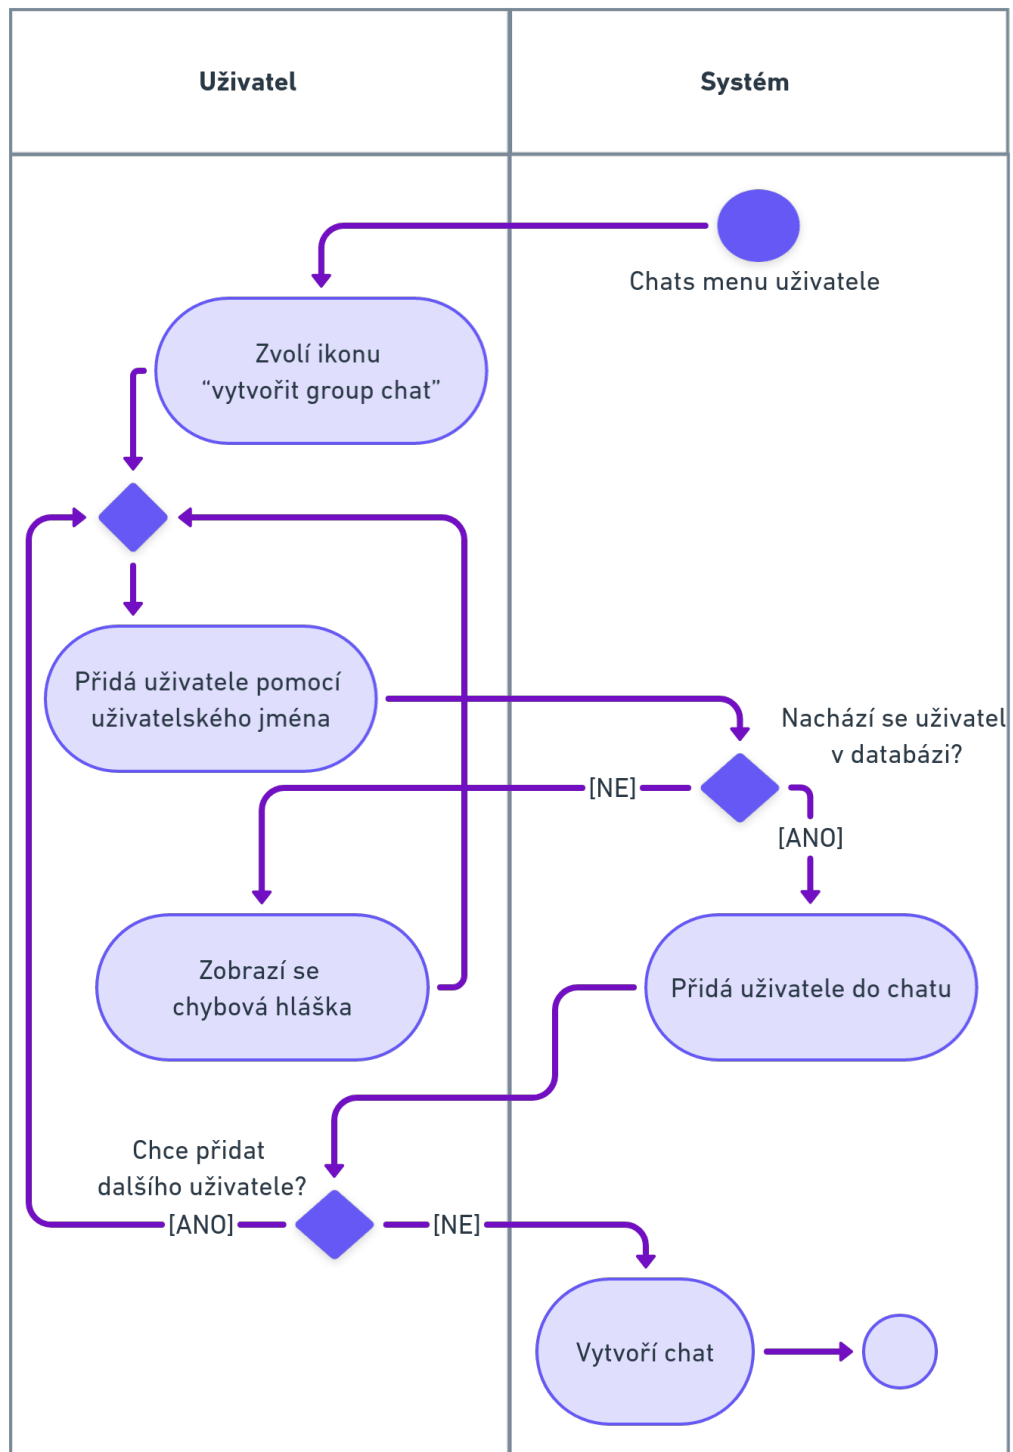 Uživatel
Systém
Chats menu uživatele
Zvolí ikonu
“vytvořit group chat”
Přidá uživatele pomocí
uživatelského jména
Nachází se uživatel
v databázi?
[NE]
[ANO]
Zobrazí se
chybová hláška
Přidá uživatele do chatu
Chce přidat
dalšího uživatele?
[ANO]
[NE]
Vytvoří chat